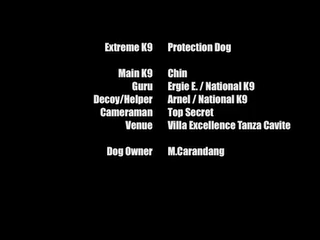 Extreme K9 Protection Dog
Main K9 Chin
Guru Ergie E. / National K9
Decoy/Helper Arnel / National K9
Cameraman Top Secret
Venue Villa Excellence Tanza Cavite
Dog Owner M.Carandang